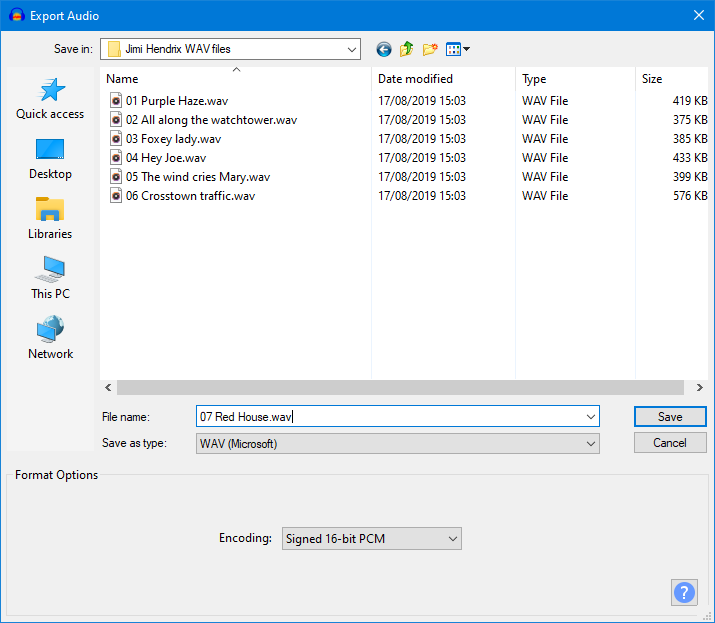 Export Audio
Save in: Jimi Hendrix WAV files
Quick access
Desktop
Libraries
This PC
Network
Name Date modified Type Size
01 Purple Haze.wav 17/08/2019 15:03 WAV File 419 KB
02 All along the watchtower.wav 17/08/2019 15:03 WAV File 375 KB
03 Foxey lady.wav 17/08/2019 15:03 WAV File 385 KB
04 Hey Joe.wav 17/08/2019 15:03 WAV File 433 KB
05 The wind cries Mary.wav 17/08/2019 15:03 WAV File 399 KB
06 Crosstown traffic.wav 17/08/2019 15:03 WAV File 576 KB
File name: 07 Red House.wav Save
Save as type: WAV (Microsoft) Cancel
Format Options
Encoding: Signed 16-bit PCM
?